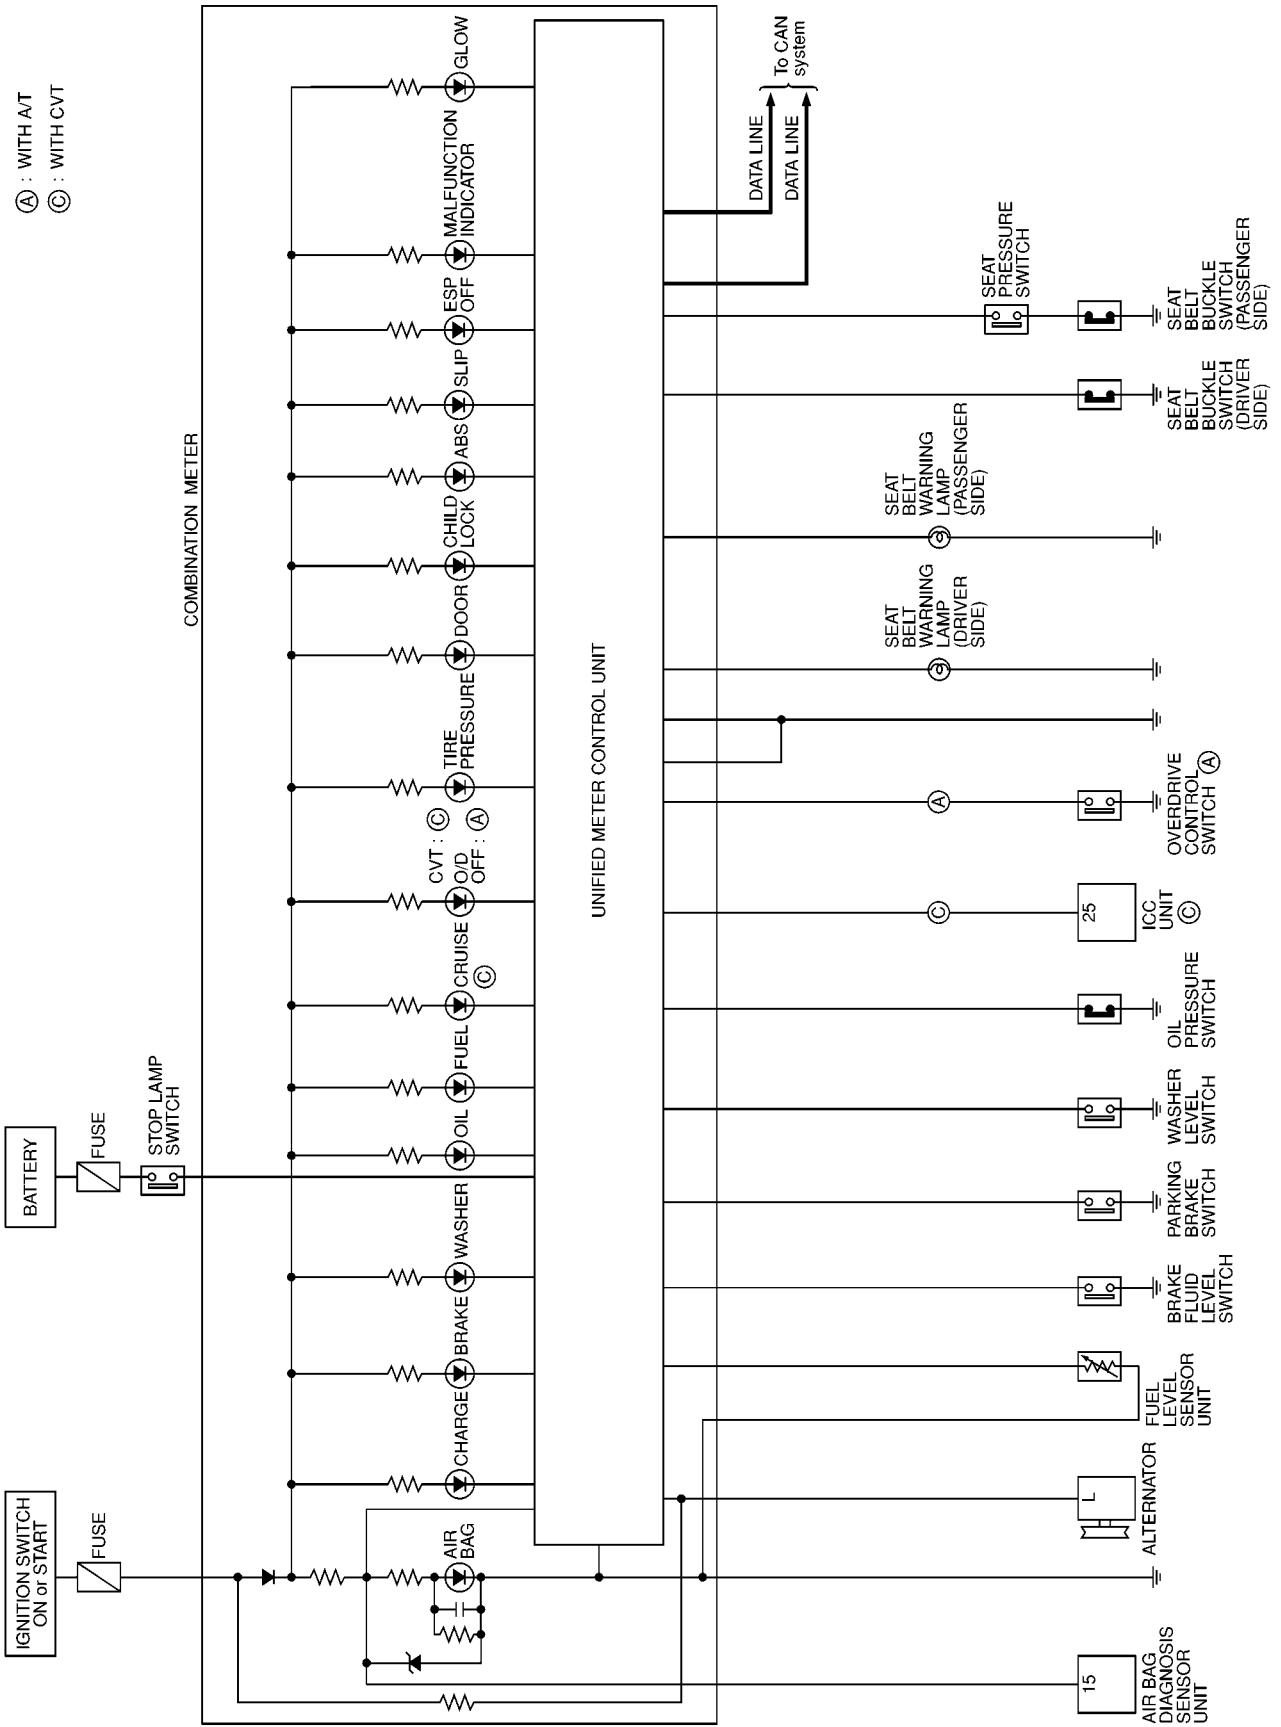 Ⓐ : WITH A/T
Ⓒ : WITH CVT
IGNITION SWITCH
ON or START
FUSE
BATTERY
FUSE
STOP LAMP
SWITCH
COMBINATION METER
AIR
BAG
CHARGE
BRAKE
WASHER
OIL
FUEL
CRUISE
Ⓒ
CVT : Ⓒ
O/D
OFF : Ⓐ
TIRE
PRESSURE
DOOR
CHILD
LOCK
ABS
SLIP
ESP
OFF
MALFUNCTION
INDICATOR
GLOW
UNIFIED METER CONTROL UNIT
DATA LINE
DATA LINE
To CAN
system
15
AIR BAG
DIAGNOSIS
SENSOR
UNIT
L
ALTERNATOR
FUEL
LEVEL
SENSOR
UNIT
BRAKE
FLUID
LEVEL
SWITCH
PARKING
BRAKE
SWITCH
WASHER
LEVEL
SWITCH
OIL
PRESSURE
SWITCH
Ⓒ
25
ICC
UNIT
Ⓒ
Ⓐ
OVERDRIVE
CONTROL
SWITCH Ⓐ
SEAT
BELT
WARNING
LAMP
(DRIVER
SIDE)
SEAT
BELT
WARNING
LAMP
(PASSENGER
SIDE)
SEAT
BELT
BUCKLE
SWITCH
(DRIVER
SIDE)
SEAT
PRESSURE
SWITCH
SEAT
BELT
BUCKLE
SWITCH
(PASSENGER
SIDE)